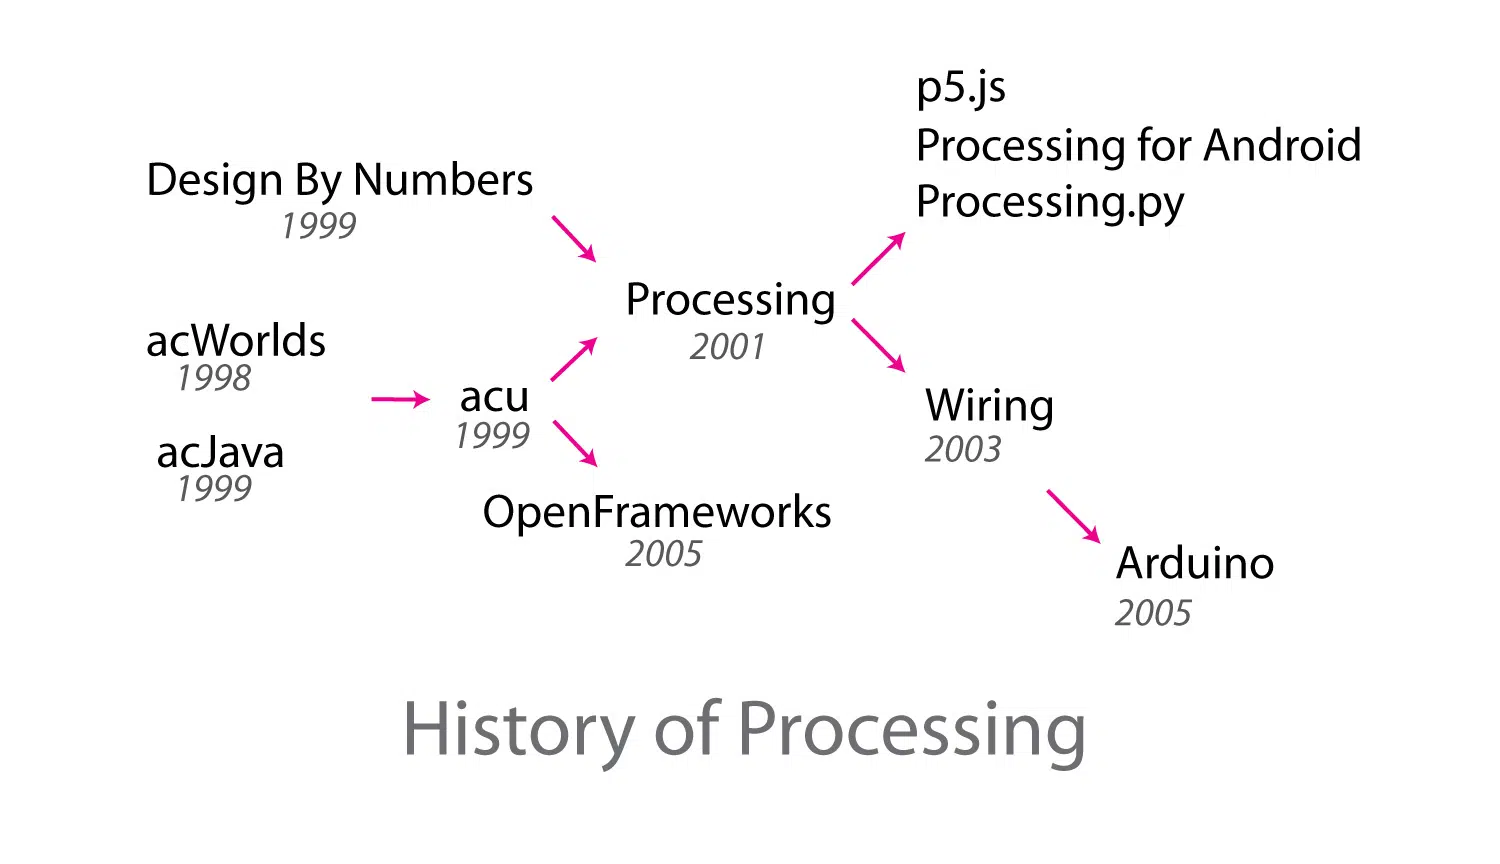 p5.js
Processing for Android
Processing.py
Design By Numbers
1999
Processing
2001
acWorlds
1998
acu
1999
acJava
1999
Wiring
2003
OpenFrameworks
2005
Arduino
2005
History of Processing